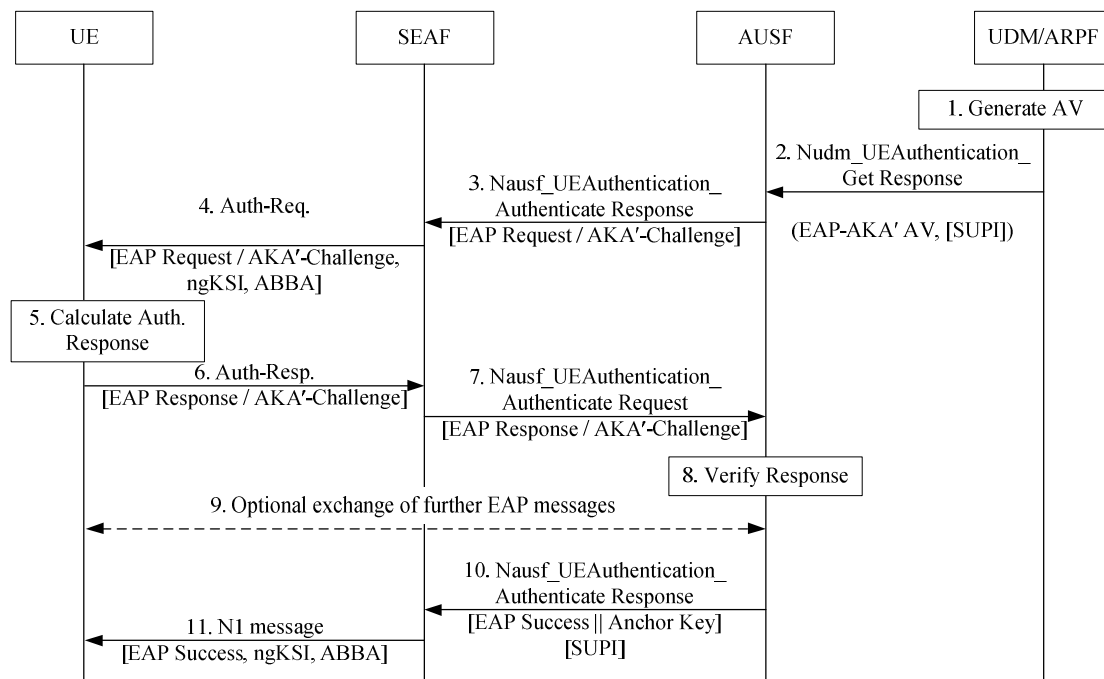 UE
SEAF
AUSF
UDM/ARPF
1. Generate AV
2. Nudm_UEAuthentication_
Get Response
(EAP-AKA′ AV, [SUPI])
3. Nausf_UEAuthentication_
Authenticate Response
[EAP Request / AKA′-Challenge]
4. Auth-Req.
[EAP Request / AKA′-Challenge,
ngKSI, ABBA]
5. Calculate Auth.
Response
6. Auth-Resp.
[EAP Response / AKA′-Challenge]
7. Nausf_UEAuthentication_
Authenticate Request
[EAP Response / AKA′-Challenge]
8. Verify Response
9. Optional exchange of further EAP messages
10. Nausf_UEAuthentication_
Authenticate Response
[EAP Success || Anchor Key]
[SUPI]
11. N1 message
[EAP Success, ngKSI, ABBA]